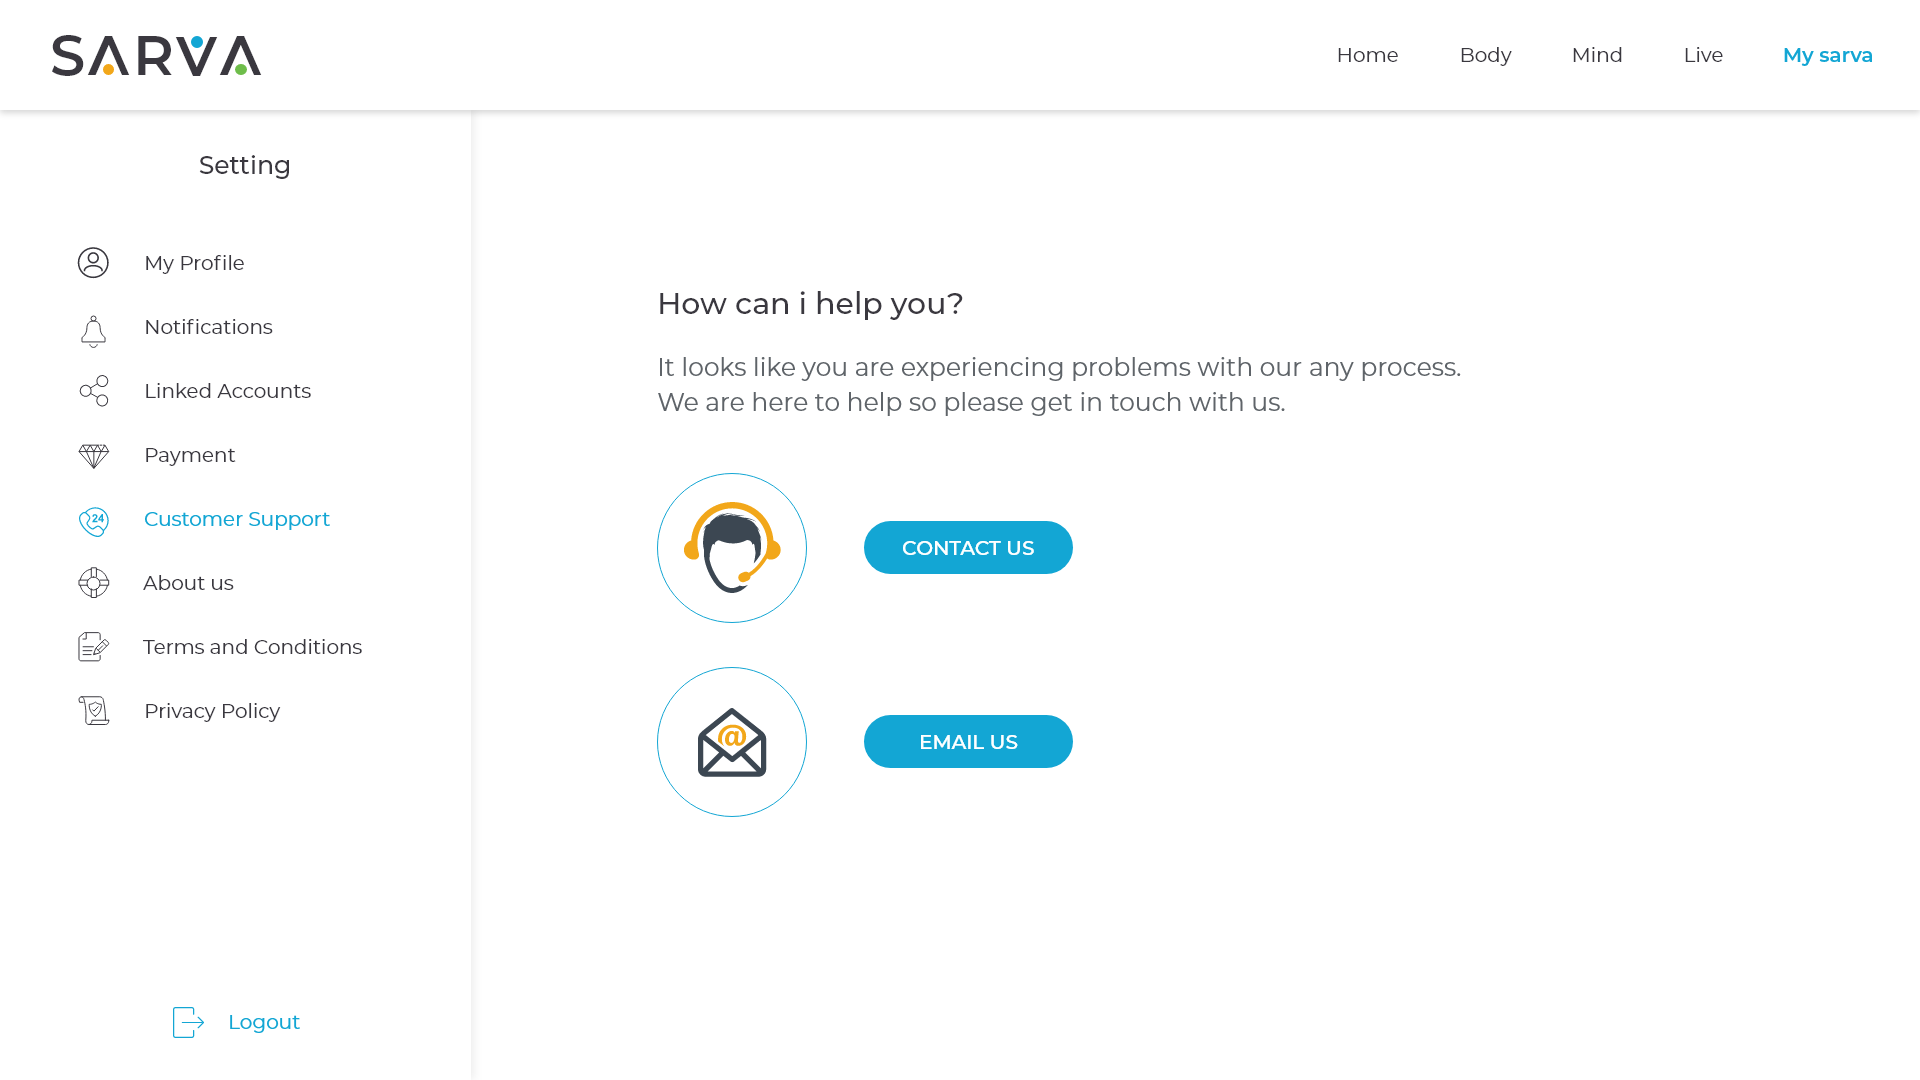 SARVA
Home
Body
Mind
Live
My sarva
Setting
My Profile
Notifications
Linked Accounts
Payment
24
Customer Support
About us
Terms and Conditions
Privacy Policy
Logout
How can i help you?
It looks like you are experiencing problems with our any process.
We are here to help so please get in touch with us.
CONTACT US
@
EMAIL US